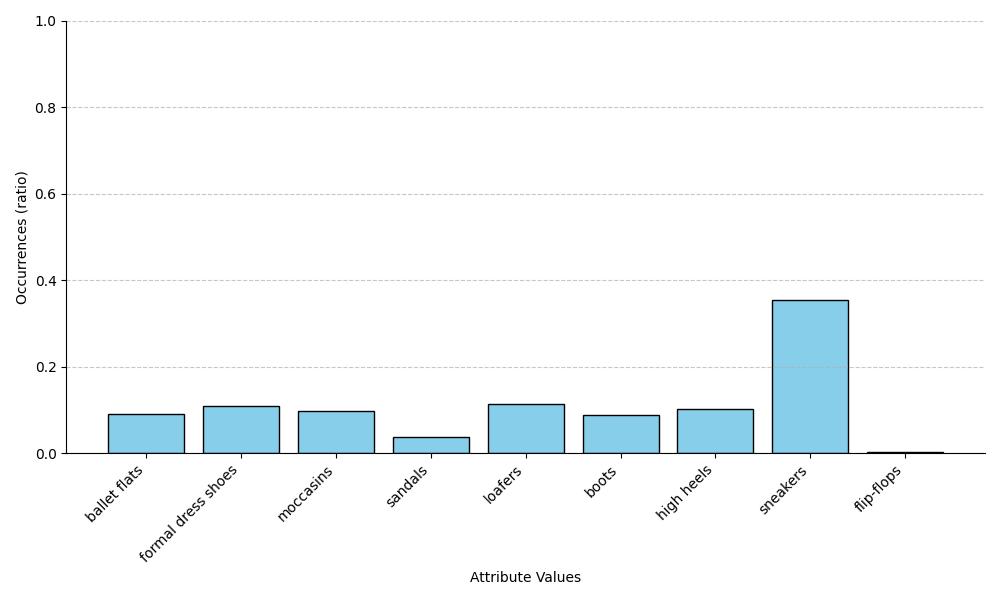 1.0
0.8
0.6
0.4
0.2
0.0
Occurrences (ratio)
ballet flats
formal dress shoes
moccasins
sandals
loafers
boots
high heels
sneakers
flip-flops
Attribute Values